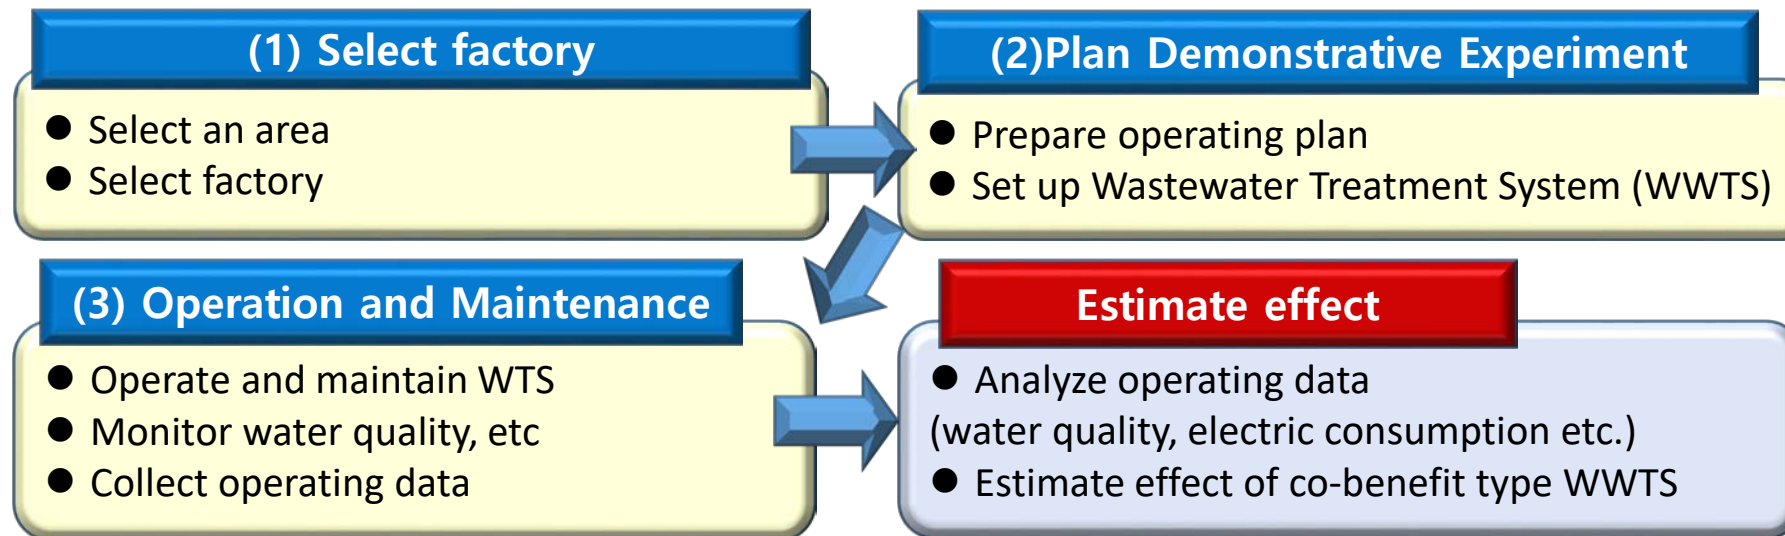 (1) Select factory
● Select an area
● Select factory
(2)Plan Demonstrative Experiment
● Prepare operating plan
● Set up Wastewater Treatment System (WWTS)
(3) Operation and Maintenance
● Operate and maintain WTS
● Monitor water quality, etc
● Collect operating data
Estimate effect
● Analyze operating data
(water quality, electric consumption etc.)
● Estimate effect of co-benefit type WWTS